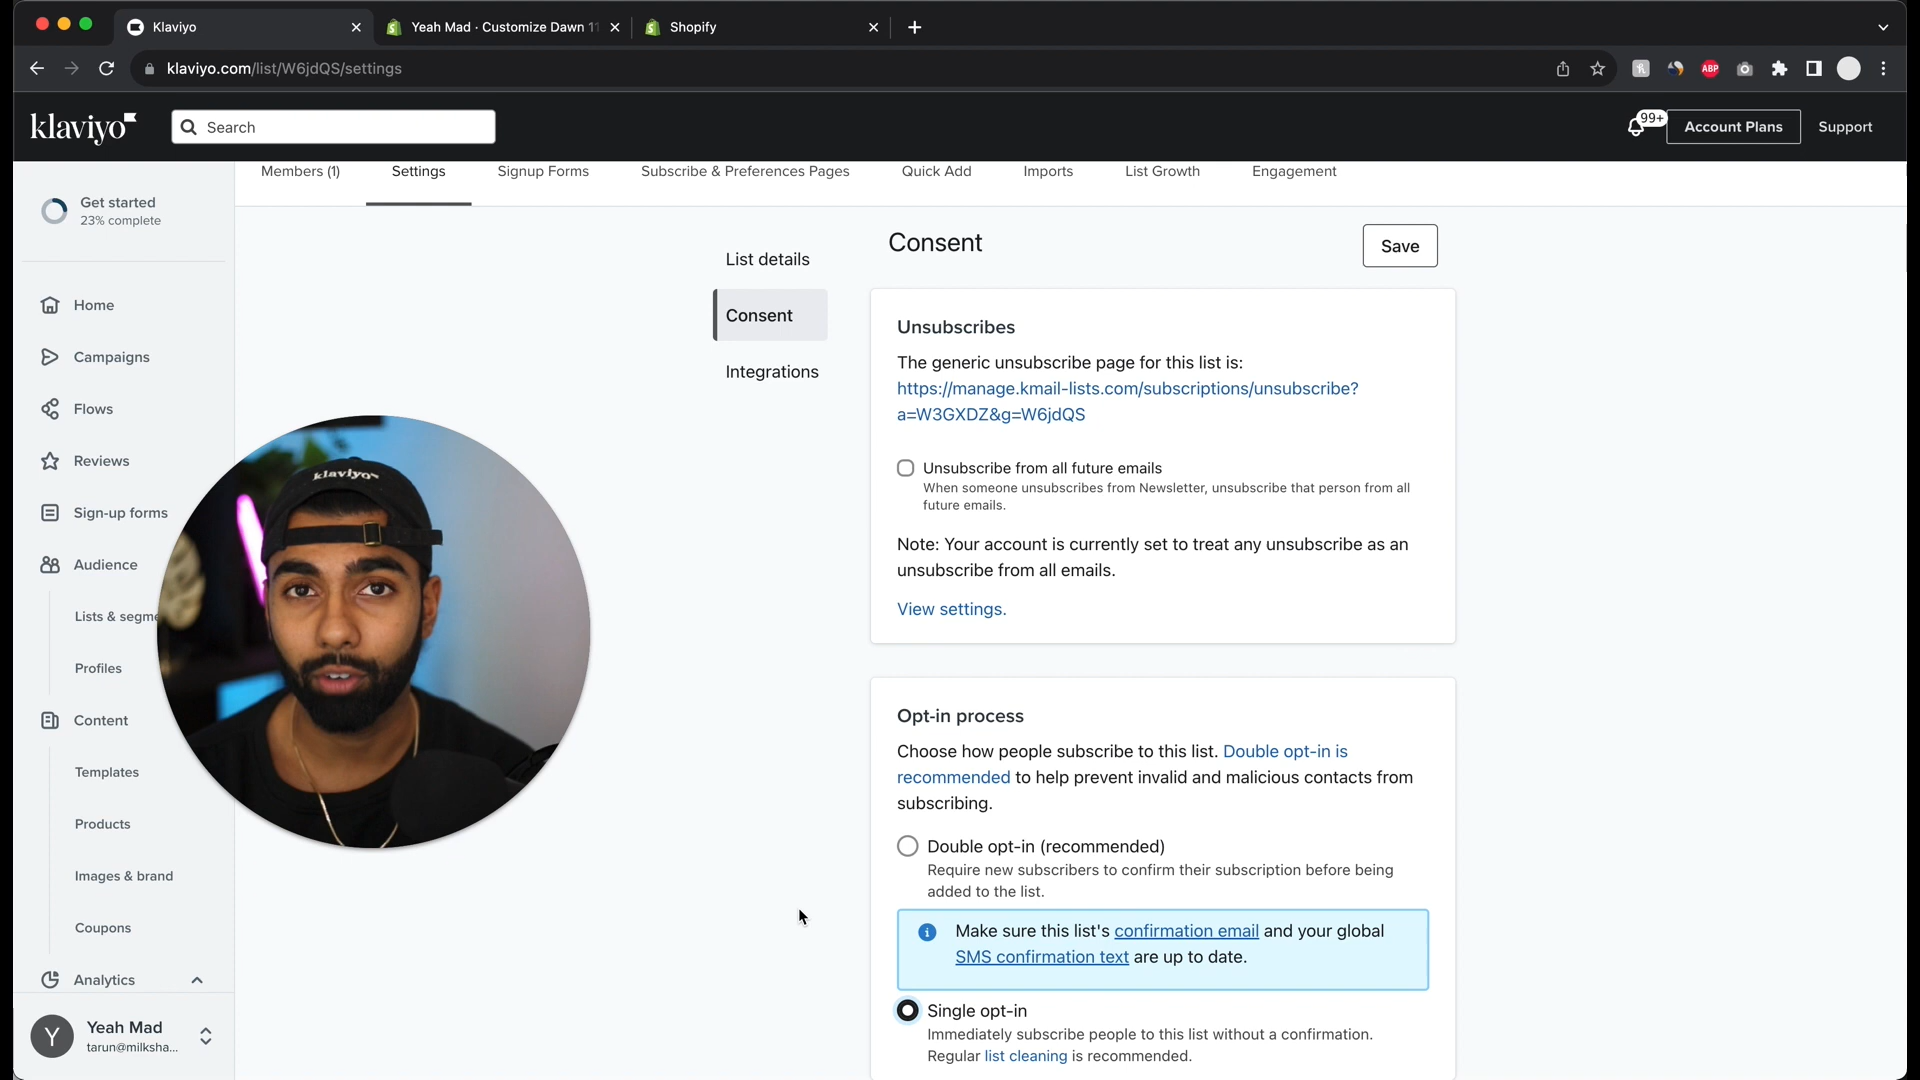 Klaviyo
Yeah Mad · Customize Dawn 11
Shopify
klaviyo.com/list/W6jdQS/settings
ABP
klaviyo
Search
99+
Account Plans
Support
Members (1)
Settings
Signup Forms
Subscribe & Preferences Pages
Quick Add
Imports
List Growth
Engagement
Get started
23% complete
Home
Campaigns
Flows
Reviews
Sign-up forms
Audience
Lists & segme
Profiles
Content
Templates
Products
Images & brand
Coupons
Analytics
Y
Yeah Mad
tarun@milksha...
klaviyo
List details
Consent
Integrations
Consent
Save
Unsubscribes
The generic unsubscribe page for this list is:
https://manage.kmail-lists.com/subscriptions/unsubscribe?
a=W3GXDZ&g=W6jdQS
Unsubscribe from all future emails
When someone unsubscribes from Newsletter, unsubscribe that person from all
future emails.
Note: Your account is currently set to treat any unsubscribe as an
unsubscribe from all emails.
View settings.
Opt-in process
Choose how people subscribe to this list. Double opt-in is
recommended to help prevent invalid and malicious contacts from
subscribing.
Double opt-in (recommended)
Require new subscribers to confirm their subscription before being
added to the list.
Make sure this list's confirmation email and your global
SMS confirmation text are up to date.
Single opt-in
Immediately subscribe people to this list without a confirmation.
Regular list cleaning is recommended.